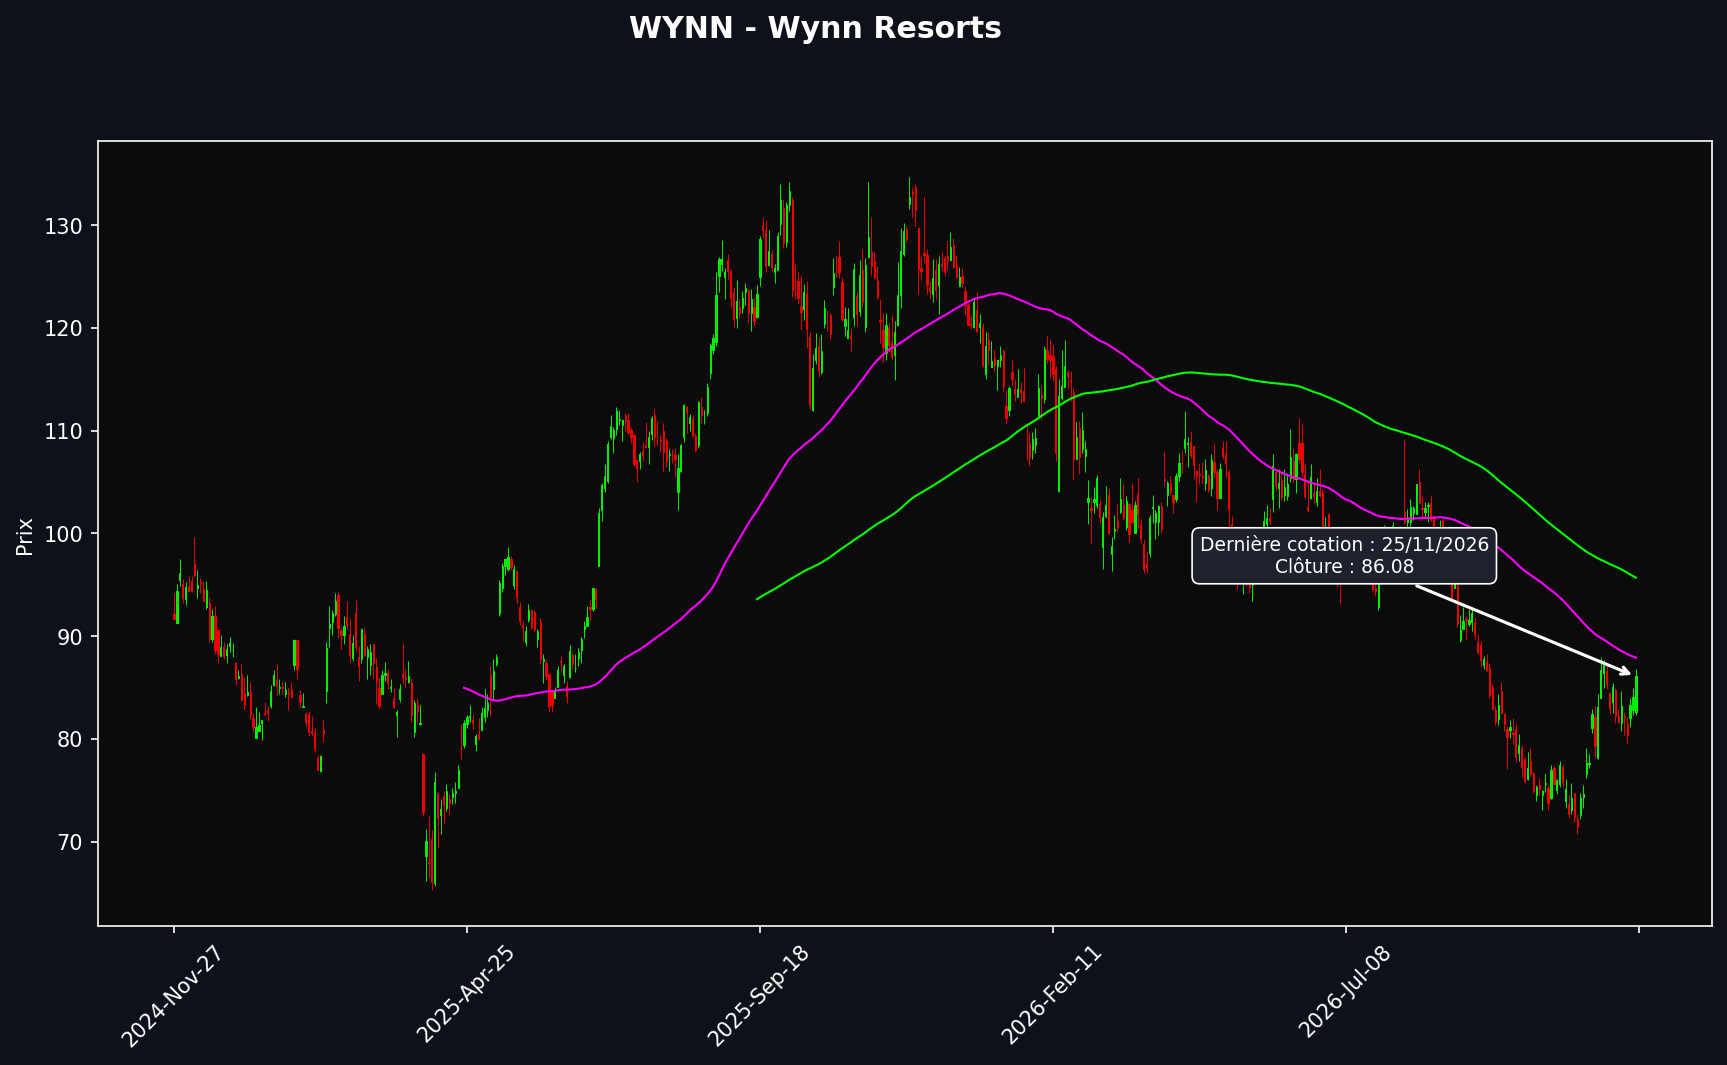 WYNN - Wynn Resorts
Prix
130
120
110
100
90
80
70
Dernière cotation : 25/11/2026
Clôture : 86.08
2024-Nov-27
2025-Apr-25
2025-Sep-18
2026-Feb-11
2026-Jul-08